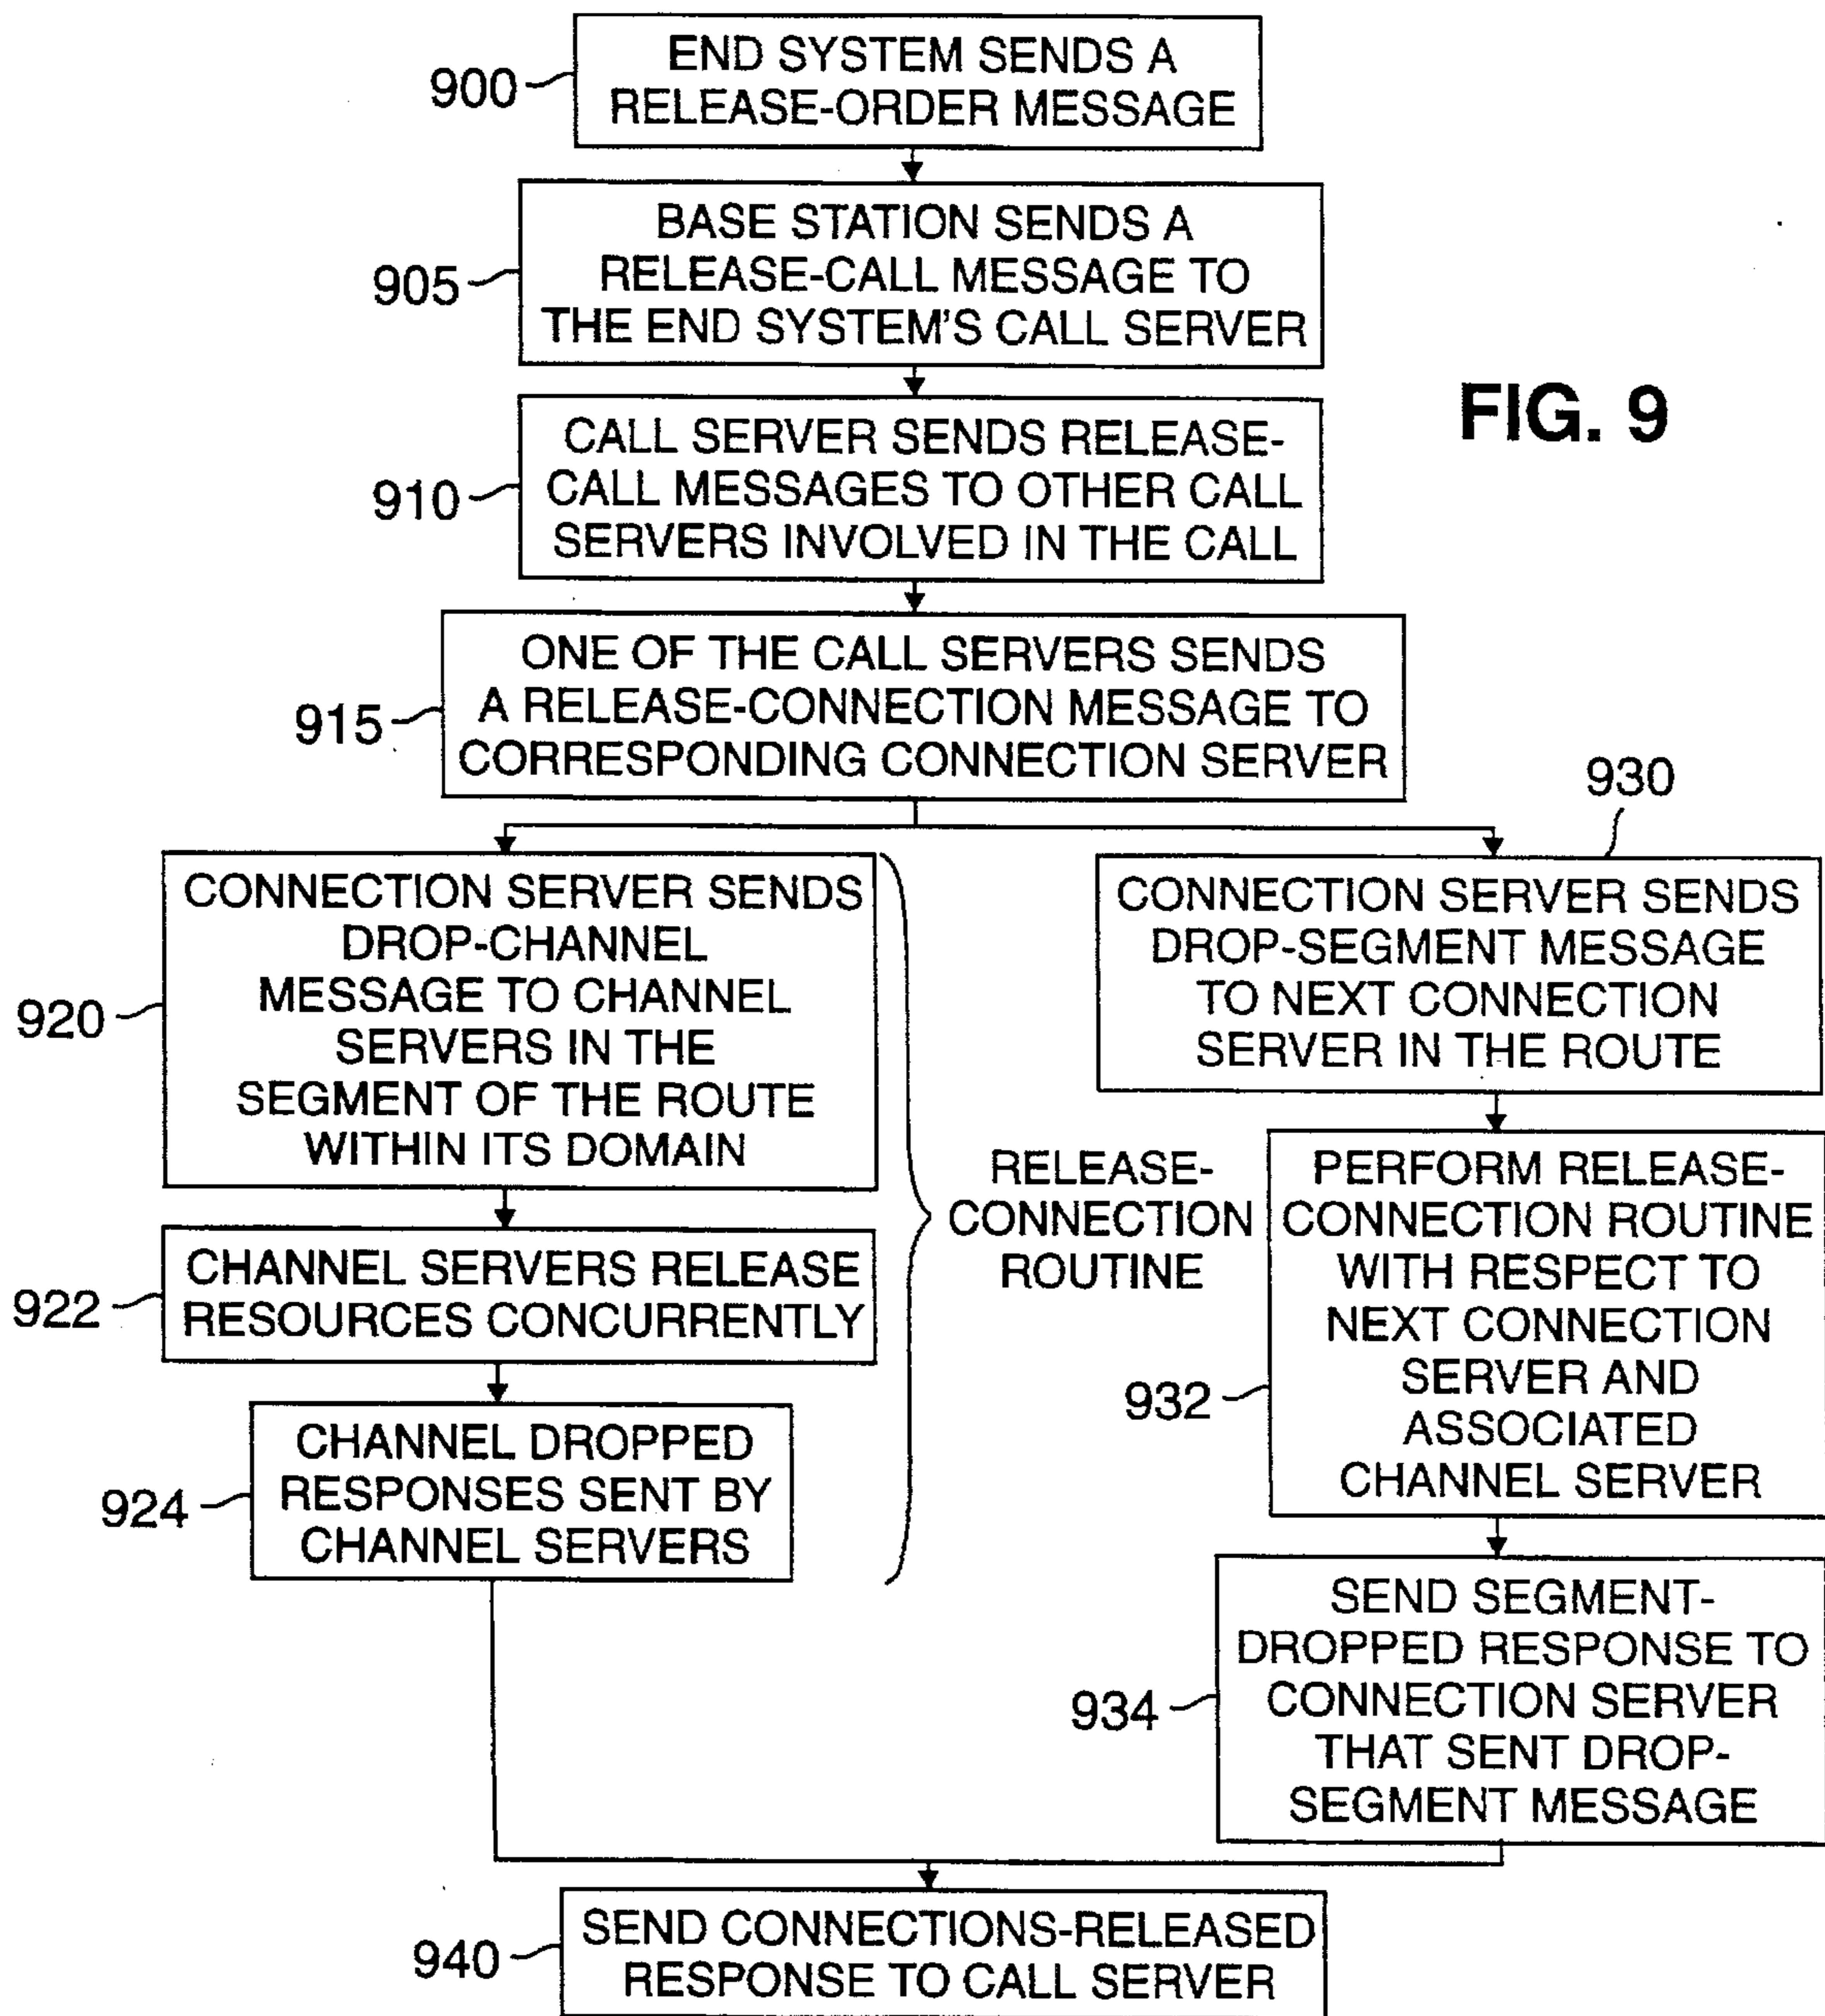 END SYSTEM SENDS A
900
RELEASE-ORDER MESSAGE
BASE STATION SENDS A
905
RELEASE-CALL MESSAGE TO
THE END SYSTEM'S CALL SERVER
FIG. 9
CALL SERVER SENDS RELEASE-
910
CALL MESSAGES TO OTHER CALL
SERVERS INVOLVED IN THE CALL
ONE OF THE CALL SERVERS SENDS
915
A RELEASE-CONNECTION MESSAGE TO
CORRESPONDING CONNECTION SERVER
920
CONNECTION SERVER SENDS
DROP-CHANNEL
MESSAGE TO CHANNEL
SERVERS IN THE
SEGMENT OF THE ROUTE
WITHIN ITS DOMAIN
922
CHANNEL SERVERS RELEASE
RESOURCES CONCURRENTLY
924
CHANNEL DROPPED
RESPONSES SENT BY
CHANNEL SERVERS
RELEASE-
CONNECTION
ROUTINE
930
CONNECTION SERVER SENDS
DROP-SEGMENT MESSAGE
TO NEXT CONNECTION
SERVER IN THE ROUTE
932
PERFORM RELEASE-
CONNECTION ROUTINE
WITH RESPECT TO
NEXT CONNECTION
SERVER AND
ASSOCIATED
CHANNEL SERVER
934
SEND SEGMENT-
DROPPED RESPONSE TO
CONNECTION SERVER
THAT SENT DROP-
SEGMENT MESSAGE
940
SEND CONNECTIONS-RELEASED
RESPONSE TO CALL SERVER